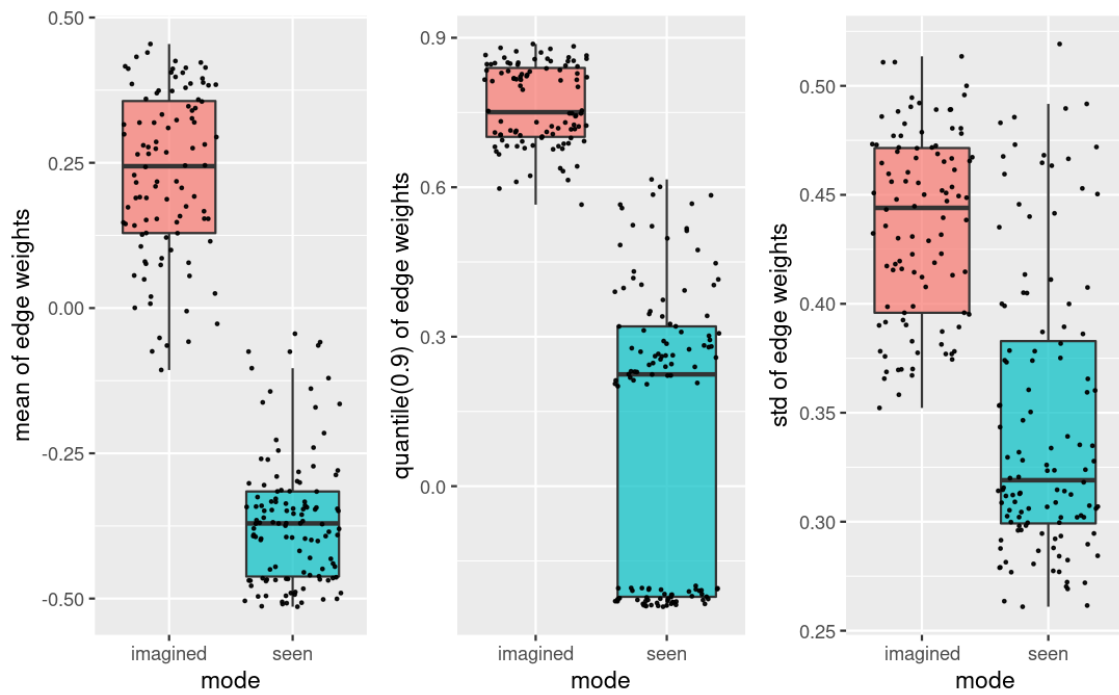 mean of edge weights
0.50
0.25
0.00
-0.25
-0.50
imagined
seen
mode
quantile(0.9) of edge weights
0.9
0.6
0.3
0.0
imagined
seen
mode
std of edge weights
0.50
0.45
0.40
0.35
0.30
0.25
imagined
seen
mode